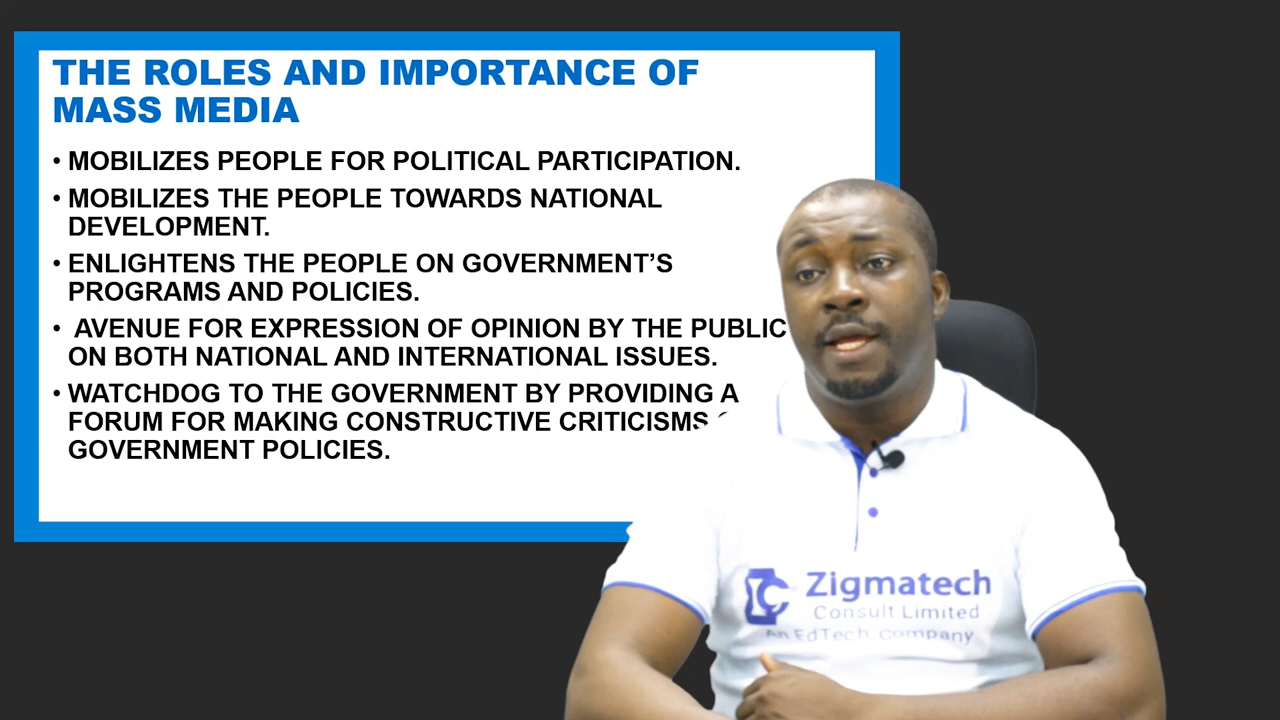 THE ROLES AND IMPORTANCE OF
MASS MEDIA
• MOBILIZES PEOPLE FOR POLITICAL PARTICIPATION.
• MOBILIZES THE PEOPLE TOWARDS NATIONAL
DEVELOPMENT.
• ENLIGHTENS THE PEOPLE ON GOVERNMENT’S
PROGRAMS AND POLICIES.
• AVENUE FOR EXPRESSION OF OPINION BY THE PUBLIC
ON BOTH NATIONAL AND INTERNATIONAL ISSUES.
• WATCHDOG TO THE GOVERNMENT BY PROVIDING A
FORUM FOR MAKING CONSTRUCTIVE CRITICISMS
GOVERNMENT POLICIES.
Zigmatech
Consult Limited
An EdTech company